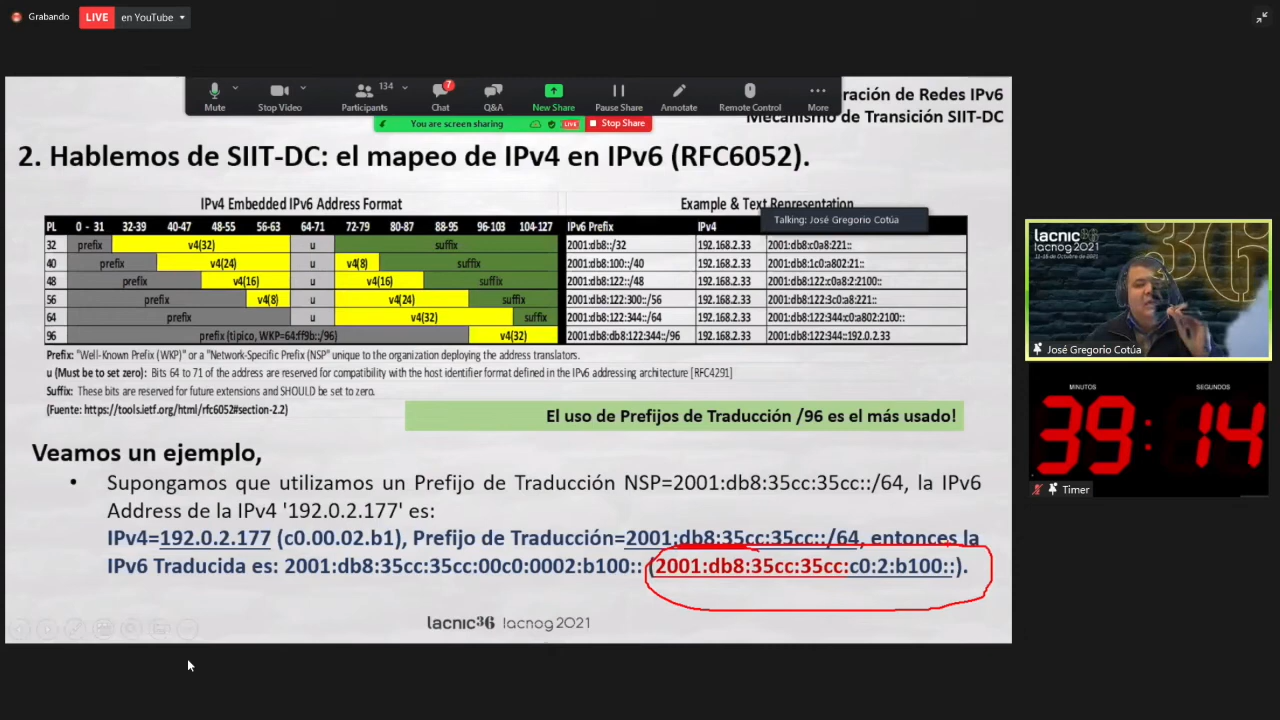 Grabando LIVE en YouTube
134 7
Mute Stop Video Participants Chat Q&A New Share Pause Share Annotate Remote Control More
You are screen sharing LIVE Stop Share
ración de Redes IPv6
Mecanismo de Transición SIIT-DC
2. Hablemos de SIIT-DC: el mapeo de IPv4 en IPv6 (RFC6052).
IPv4 Embedded IPv6 Address Format Example & Text Representation
Talking: José Gregorio Cotúa
PL 0 - 31 32-39 40-47 48-55 56-63 64-71 72-79 80-87 88-95 96-103 104-127 IPv6 Prefix IPv4
32 prefix v4(32) u suffix 2001:db8::/32 192.168.2.33 2001:db8:c0a8:221::
40 prefix v4(24) u v4(8) suffix 2001:db8:100::/40 192.168.2.33 2001:db8:1c0:a802:21::
48 prefix v4(16) u v4(16) suffix 2001:db8:122::/48 192.168.2.33 2001:db8:122:c0a8:2:2100::
56 prefix v4(8) u v4(24) suffix 2001:db8:122:300::/56 192.168.2.33 2001:db8:122:3c0:a8:221::
64 prefix u v4(32) suffix 2001:db8:122:344::/64 192.168.2.33 2001:db8:122:344:c0:a802:2100::
96 prefix (tipico, WKP=64:ff9b::/96) v4(32) 2001:db8:db8:122:344::/96 192.168.2.33 2001:db8:122:344::192.0.2.33
Prefix: "Well-Known Prefix (WKP)" or a "Network-Specific Prefix (NSP" unique to the organization deploying the address translators.
u (Must be to set zero): Bits 64 to 71 of the address are reserved for compatibility with the host identifier format defined in the IPv6 addressing architecture [RFC4291]
Suffix: These bits are reserved for future extensions and SHOULD be set to zero.
(Fuente: https://tools.ietf.org/html/rfc6052#section-2.2)
El uso de Prefijos de Traducción /96 es el más usado!
Veamos un ejemplo,
• Supongamos que utilizamos un Prefijo de Traducción NSP=2001:db8:35cc:35cc::/64, la IPv6
Address de la IPv4 '192.0.2.177' es:
IPv4=192.0.2.177 (c0.00.02.b1), Prefijo de Traducción=2001:db8:35cc:35cc::/64, entonces la
IPv6 Traducida es: 2001:db8:35cc:35cc:00c0:0002:b100:: (2001:db8:35cc:35cc:c0:2:b100::).
lacnic36 lacnog2021
lacnic36
lacnog2021
11-15 de Octubre de 2021
José Gregorio Cotúa
MINUTOS SEGUNDOS
39:14
Timer